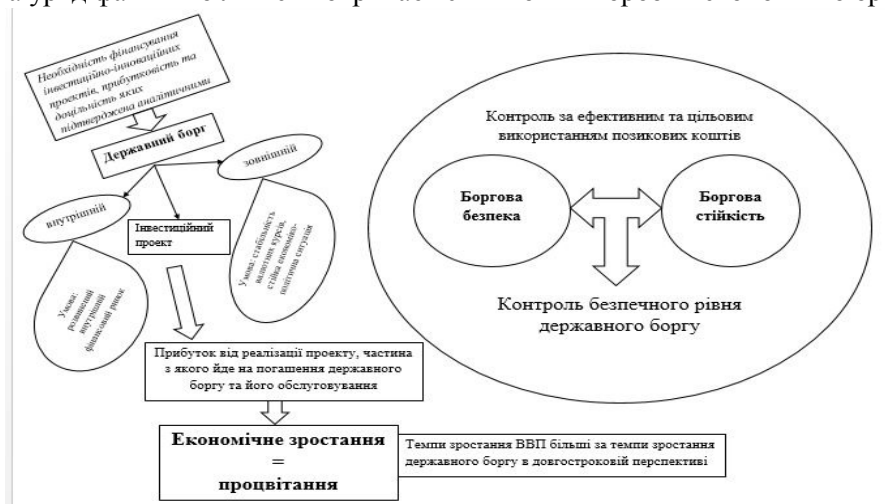 Необхідність фінансування
інвестиційно-інноваційних
проектів, прибутковість та
доцільність яких
підтверджена аналітичними
Державний борг
внутрішній
зовнішній
Інвестиційний
проект
Умова:
розвинений
внутрішній
фінансовий ринок
Умова: стабільність
валютних курсів,
стійка економіко-
політична ситуація
Прибуток від реалізації проекту, частина
з якого йде на погашення державного
боргу та його обслуговування
Економічне зростання
=
процвітання
Темпи зростання ВВП більші за темпи зростання
державного боргу в довгостроковій перспективі
Контроль за ефективним та цільовим
використанням позикових коштів
Боргова
безпека
Боргова
стійкість
Контроль безпечного рівня
державного боргу